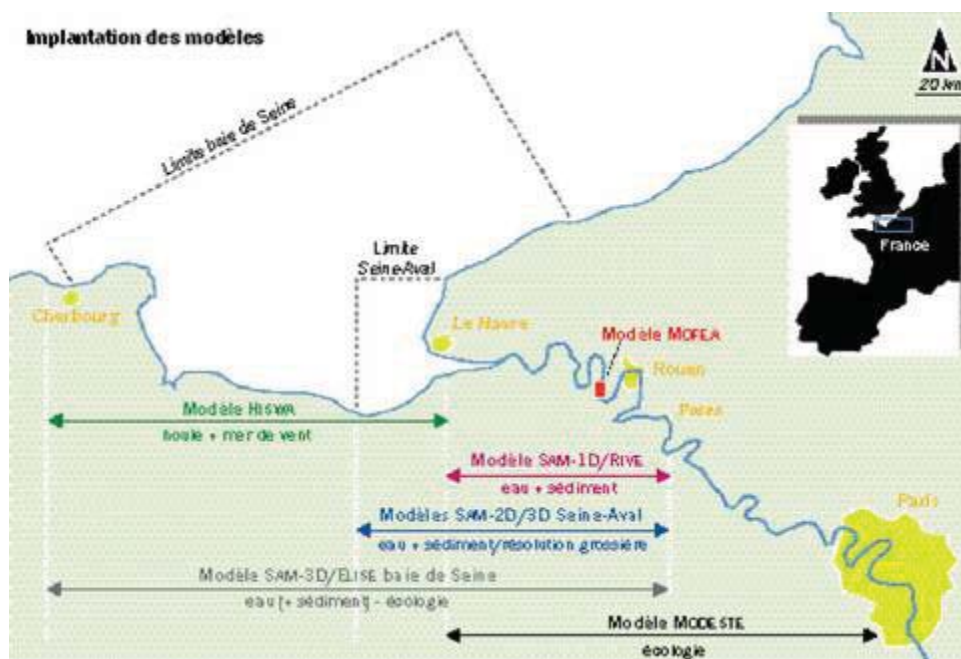 Implantation des modèles
N
20 km
Limite baie de Seine
France
Limite
Seine-Aval
Cherbourg
Le Havre
Modèle MOFEA
Rouen
Poses
Modèle HISWA
houle + mer de vent
Modèle SAM-1D/RIVE
eau + sédiment
Paris
Modèles SAM-2D/3D Seine-Aval
eau + sédiment/résolution grossière
Modèle SAM-3D/ELISE baie de Seine
eau (+ sédiment) - écologie
Modèle MODESTE
écologie